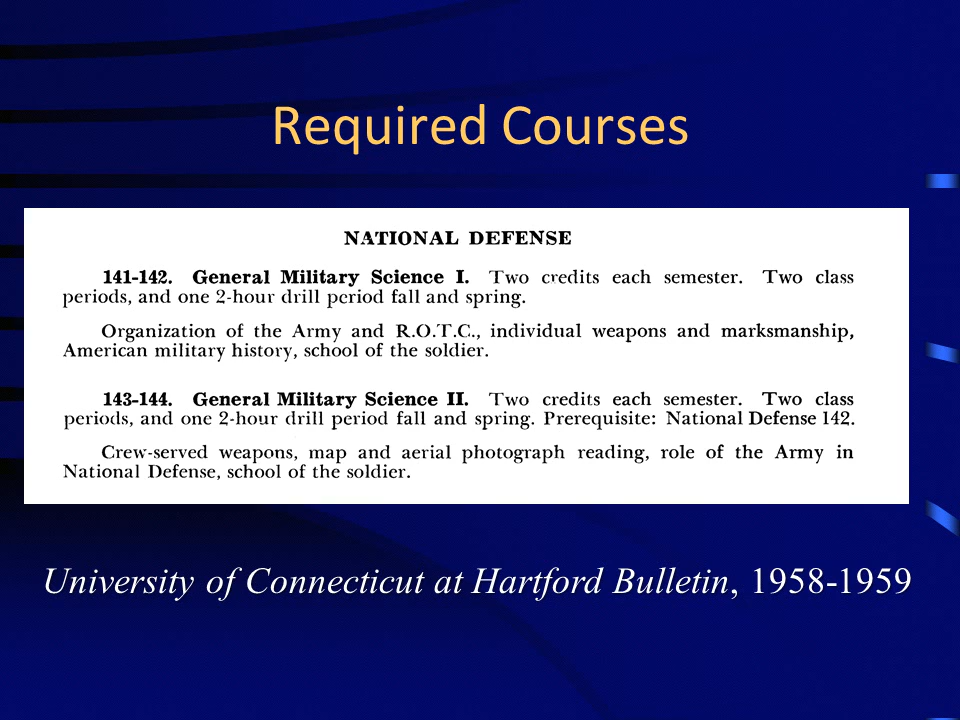 Required Courses
NATIONAL DEFENSE
141-142. General Military Science I. Two credits each semester. Two class
periods, and one 2-hour drill period fall and spring.
Organization of the Army and R.O.T.C., individual weapons and marksmanship,
American military history, school of the soldier.
143-144. General Military Science II. Two credits each semester. Two class
periods, and one 2-hour drill period fall and spring. Prerequisite: National Defense 142.
Crew-served weapons, map and aerial photograph reading, role of the Army in
National Defense, school of the soldier.
University of Connecticut at Hartford Bulletin, 1958-1959